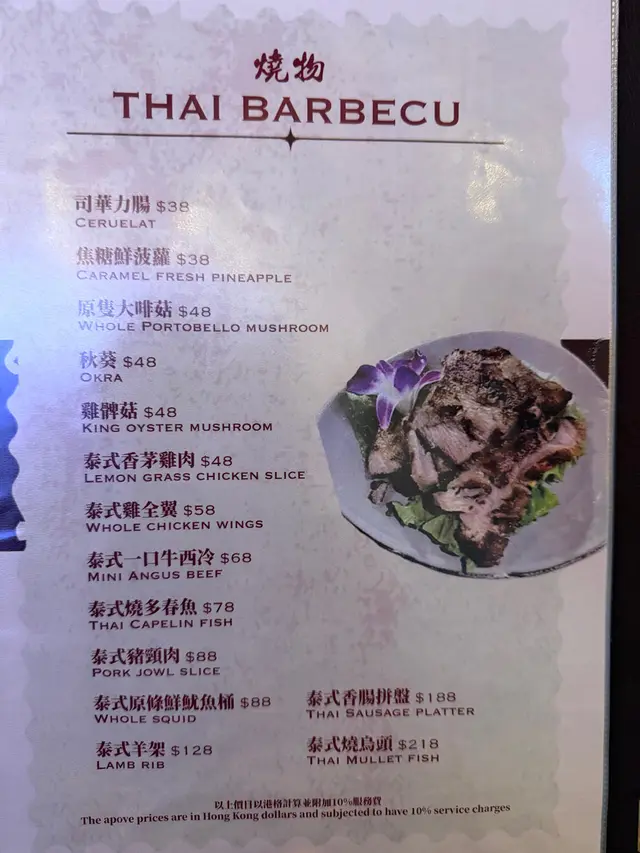 燒物
THAI BARBECU
司華力腸 $38
CERUELAT
焦糖鮮菠蘿 $38
CARAMEL FRESH PINEAPPLE
原隻大啡菇 $48
WHOLE PORTOBELLO MUSHROOM
秋葵 $48
OKRA
雞髀菇 $48
KING OYSTER MUSHROOM
泰式香茅雞肉 $48
LEMON GRASS CHICKEN SLICE
泰式雞全翼 $58
WHOLE CHICKEN WINGS
泰式一口牛西冷 $68
MINI ANGUS BEEF
泰式燒多春魚 $78
THAI CAPELIN FISH
泰式豬頸肉 $88
PORK JOWL SLICE
泰式原條鮮魷魚桶 $88
WHOLE SQUID
泰式羊架 $128
LAMB RIB
泰式香腸拼盤 $188
THAI SAUSAGE PLATTER
泰式燒烏頭 $218
THAI MULLET FISH
以上價目以港格計算並附加10%服務費
The apove prices are in Hong Kong dollars and subjected to have 10% service charges